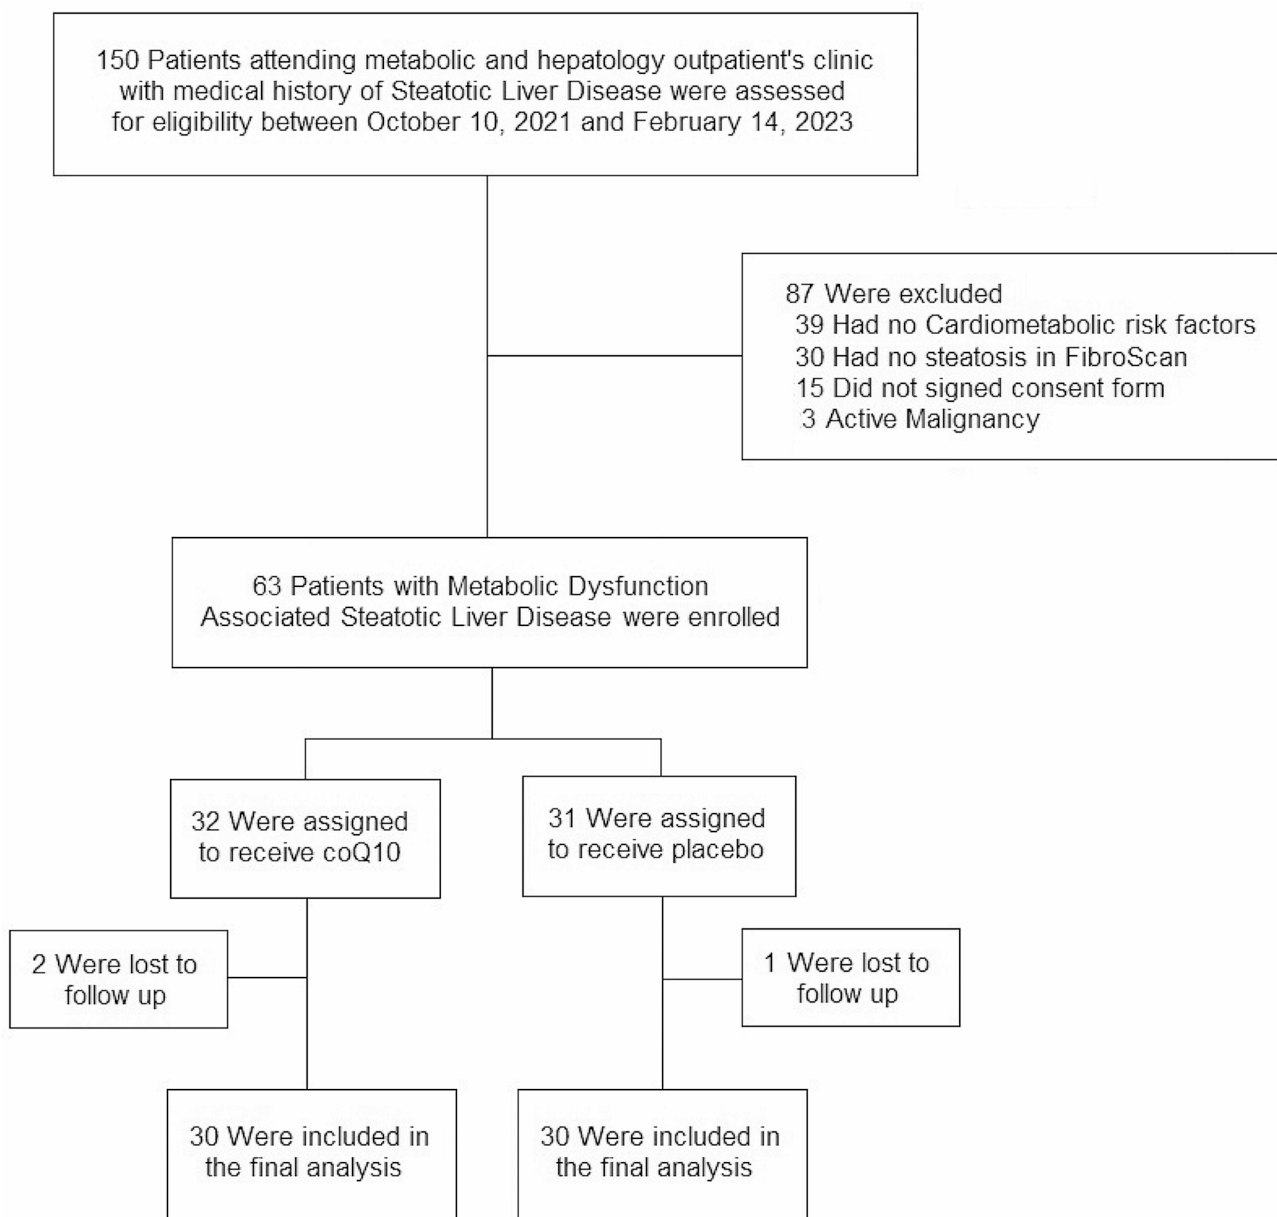 150 Patients attending metabolic and hepatology outpatient's clinic
with medical history of Steatotic Liver Disease were assessed
for eligibility between October 10, 2021 and February 14, 2023
87 Were excluded
39 Had no Cardiometabolic risk factors
30 Had no steatosis in FibroScan
15 Did not signed consent form
3 Active Malignancy
63 Patients with Metabolic Dysfunction
Associated Steatotic Liver Disease were enrolled
32 Were assigned
to receive coQ10
31 Were assigned
to receive placebo
2 Were lost to
follow up
1 Were lost to
follow up
30 Were included in
the final analysis
30 Were included in
the final analysis